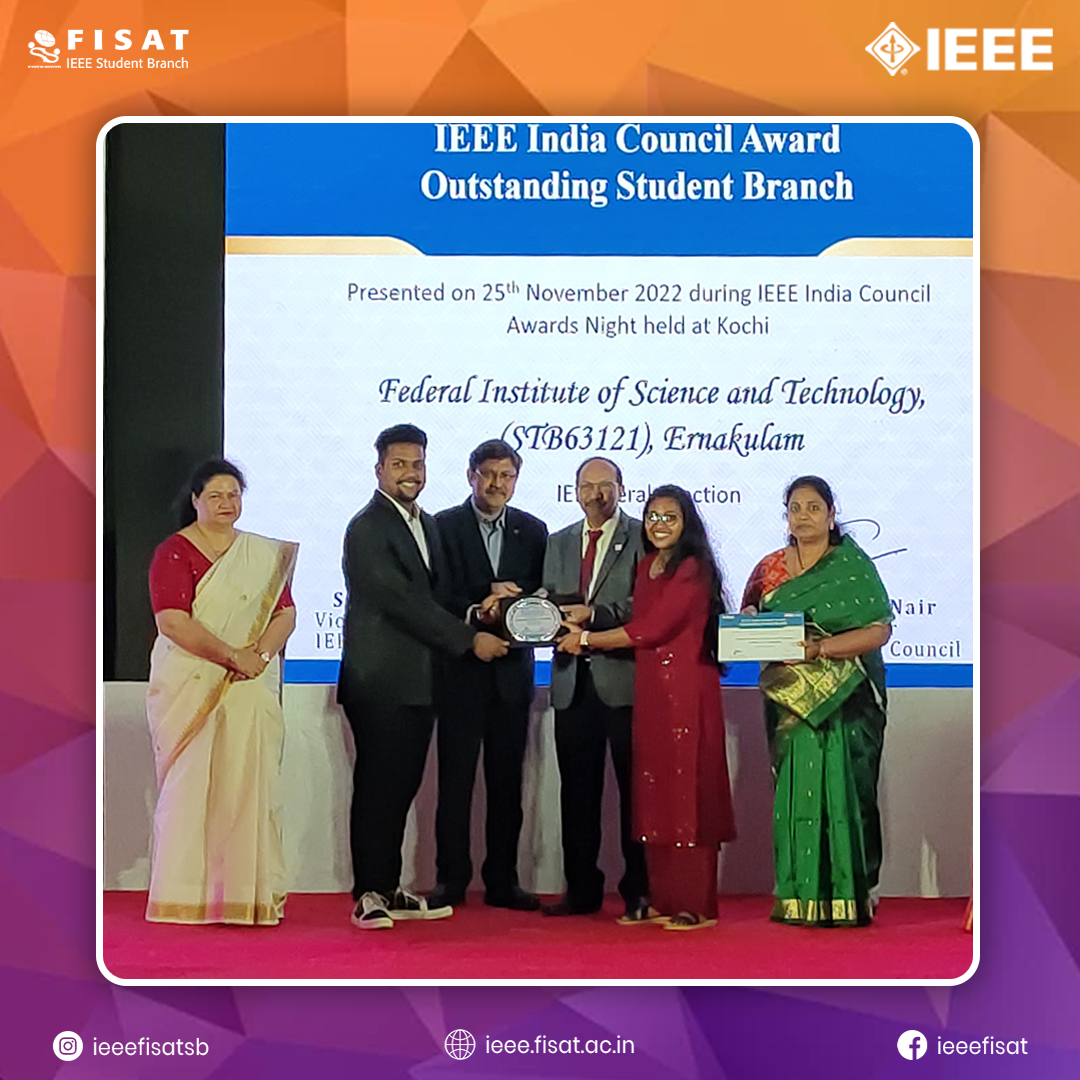 FISAT
IEEE Student Branch
IEEE
IEEE India Council Award
Outstanding Student Branch
Presented on 25th November 2022 during IEEE India Council
Awards Night held at Kochi
Federal Institute of Science and Technology,
(STB63121), Ernakulam
Nair
Council
ieeefisatsb
ieee.fisat.ac.in
ieeefisat